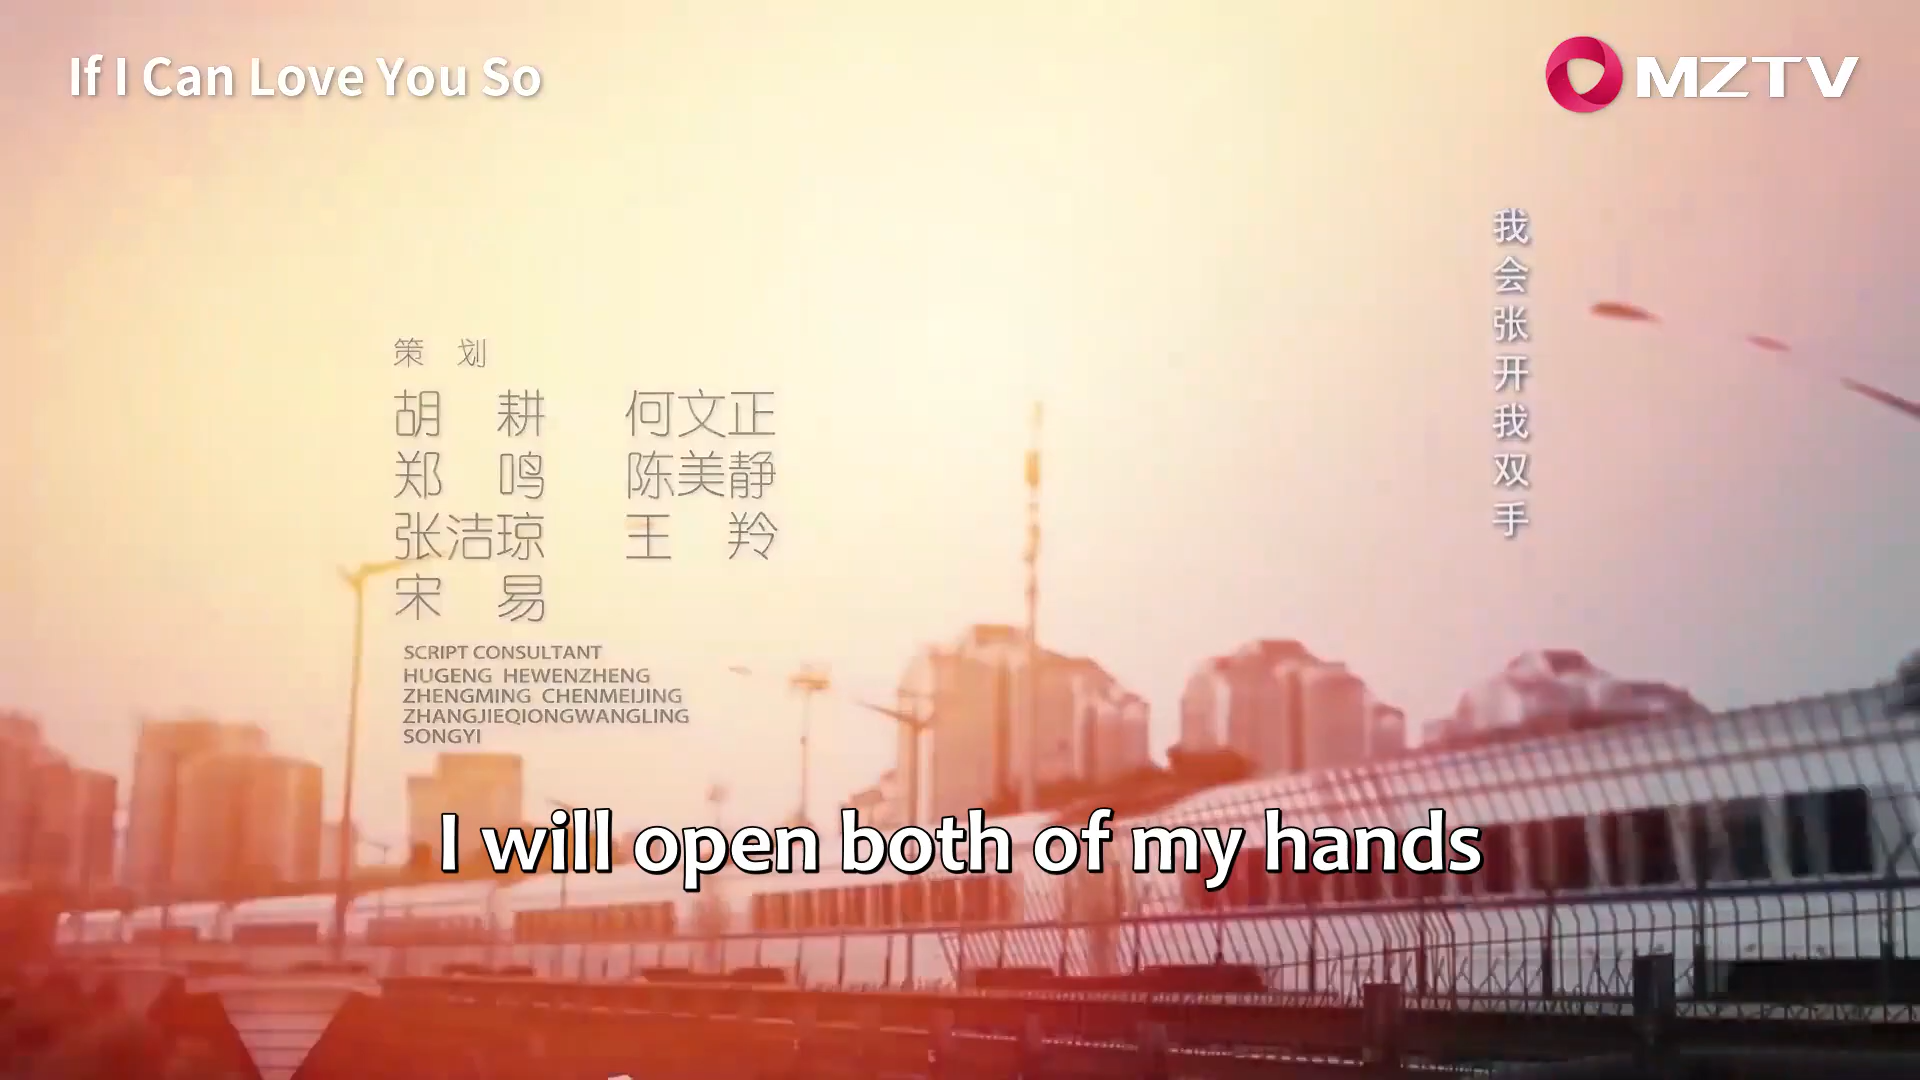 If I Can Love You So
MZTV
我会张开我双手
策 划
胡 耕 何文正
郑 鸣 陈美静
张洁琼 王 羚
宋 易
SCRIPT CONSULTANT
HUGENG HEWENZHENG
ZHENGMING CHENMEIJING
ZHANGJIEQIONGWANGLING
SONGYI
I will open both of my hands